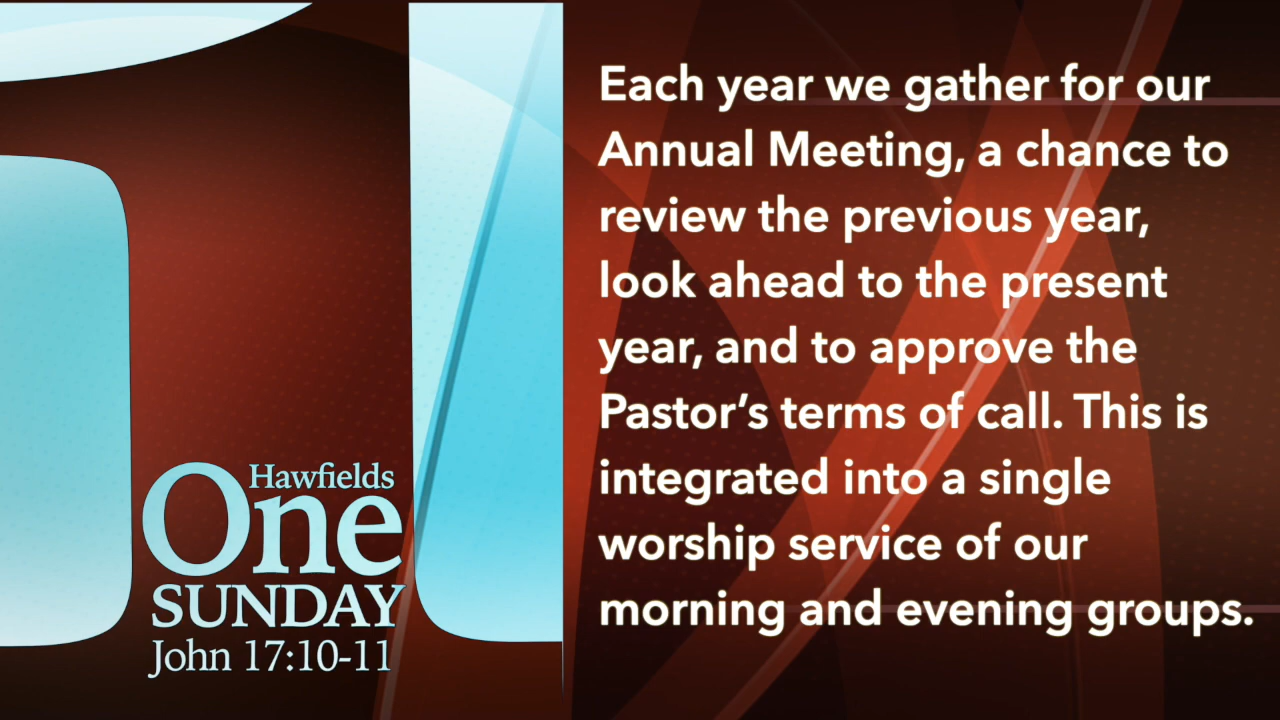 Hawfields
One
SUNDAY
John 17:10-11
Each year we gather for our
Annual Meeting, a chance to
review the previous year,
look ahead to the present
year, and to approve the
Pastor’s terms of call. This is
integrated into a single
worship service of our
morning and evening groups.